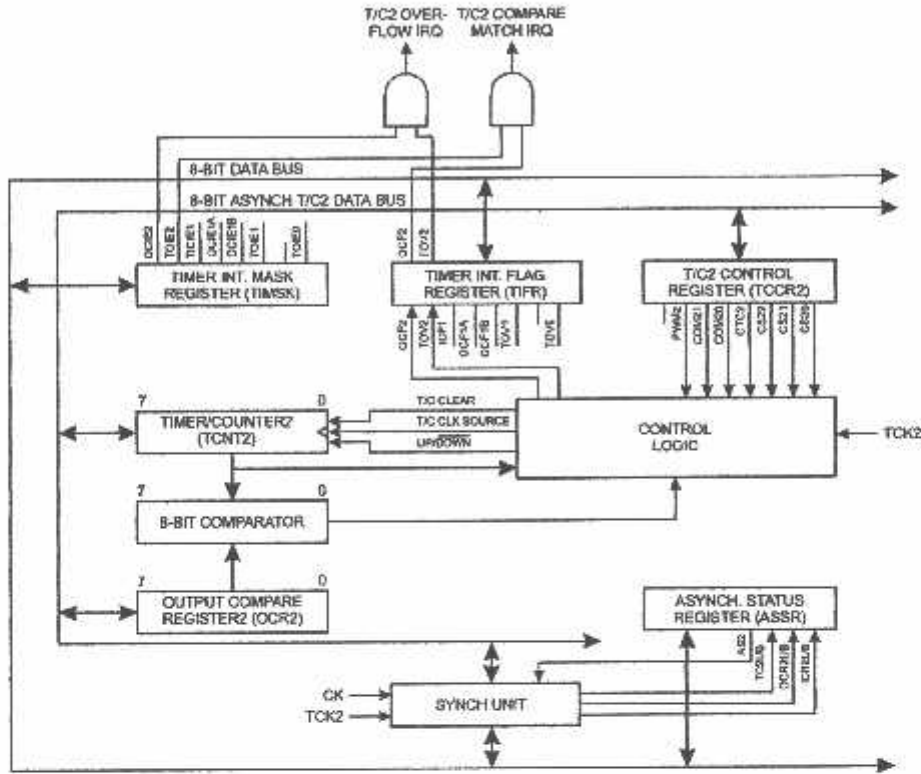 T/C2 OVER-
FLOW IRQ
T/C2 COMPARE
MATCH IRQ
8-BIT DATA BUS
8-BIT ASYNCH T/C2 DATA BUS
OCIE2
TOIE2
TICIE1
OCIE1A
OCIE1B
TOIE1
TOIE0
OCF2
TOV2
TIMER INT. MASK
REGISTER (TIMSK)
TIMER INT. FLAG
REGISTER (TIFR)
T/C2 CONTROL
REGISTER (TCCR2)
OCF2
TOV2
ICF1
OCF1A
OCF1B
TOV1
TOV0
PWM2
COM21
COM20
CTC2
CS22
CS21
CS20
7 0
TIMER/COUNTER2
(TCNT2)
T/C CLEAR
T/C CLK SOURCE
UP/DOWN
CONTROL
LOGIC
TCK2
7 0
8-BIT COMPARATOR
7 0
OUTPUT COMPARE
REGISTER2 (OCR2)
ASYNCH. STATUS
REGISTER (ASSR)
AS2
CK
TCK2
SYNCH UNIT